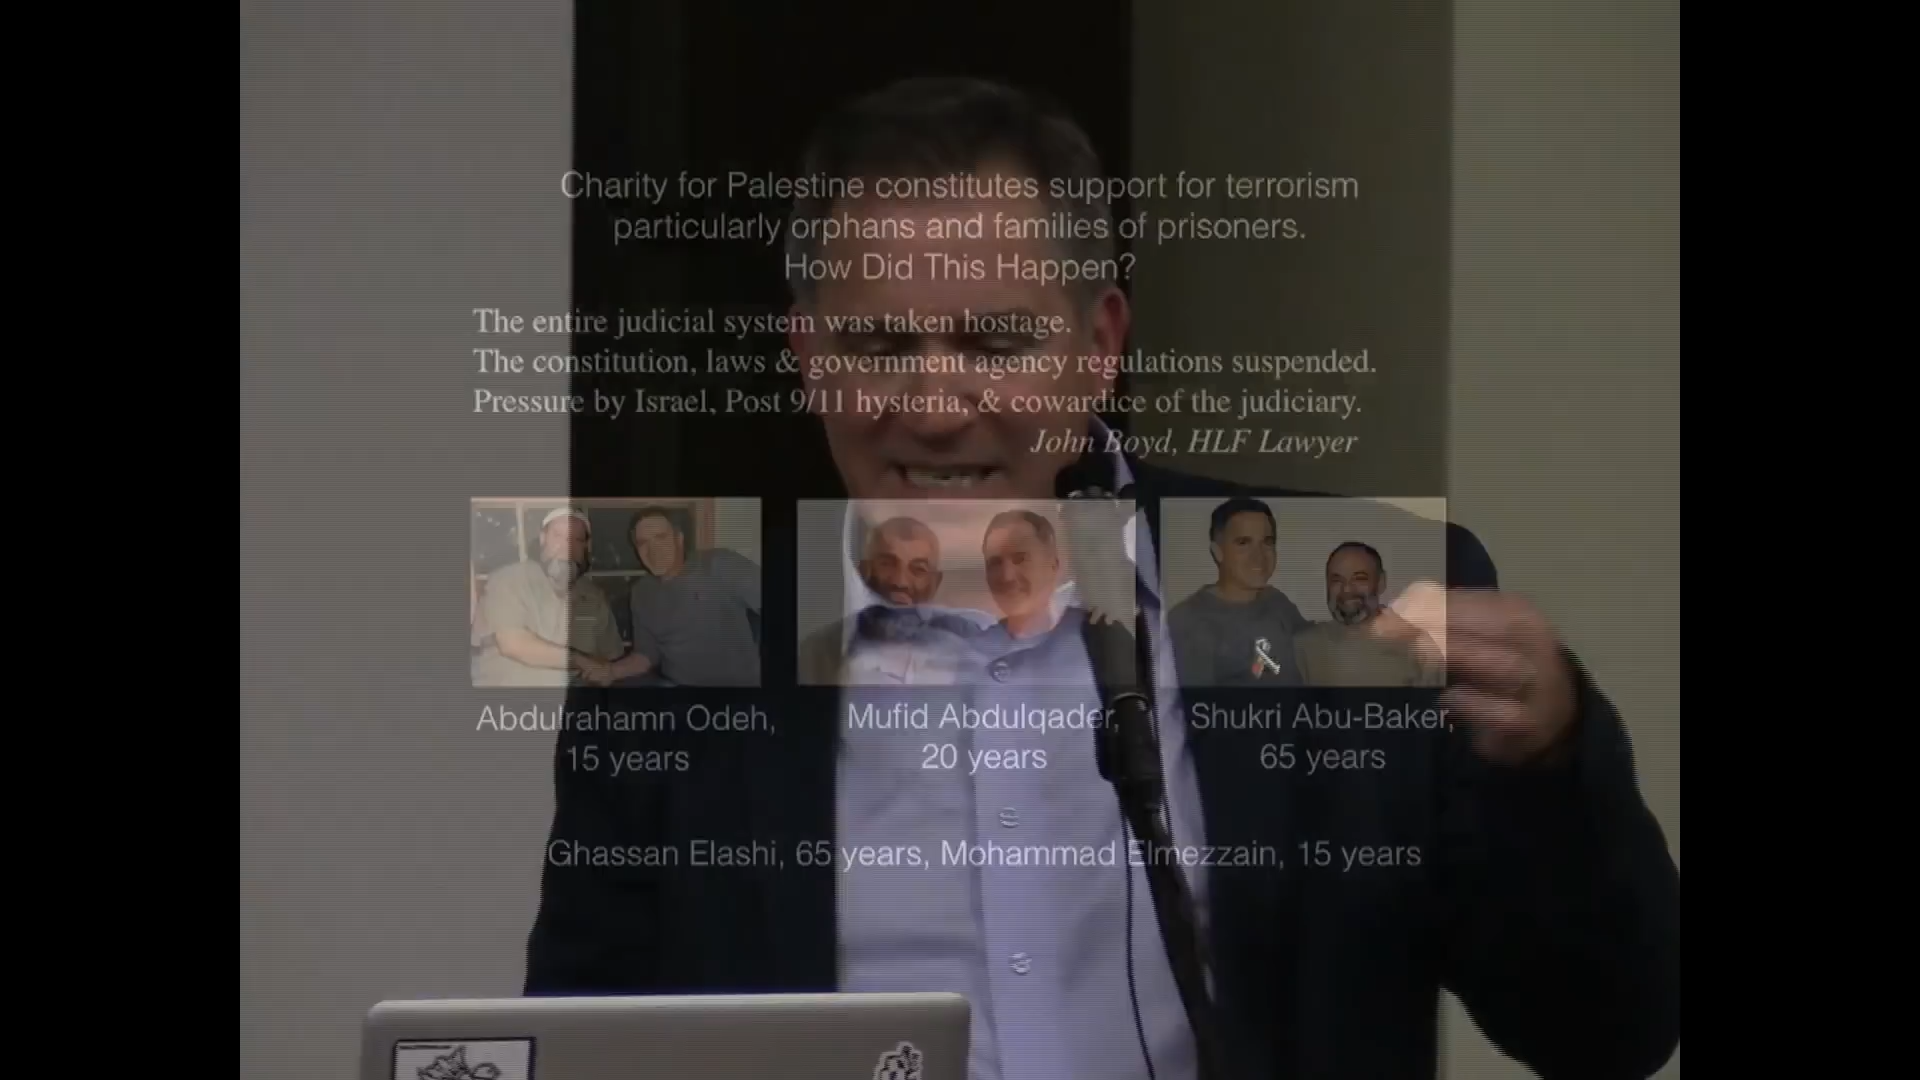 Charity for Palestine constitutes support for terrorism
particularly orphans and families of prisoners.
How Did This Happen?
The entire judicial system was taken hostage.
The constitution, laws & government agency regulations suspended.
Pressure by Israel, Post 9/11 hysteria, & cowardice of the judiciary.
John Boyd, HLF Lawyer
Abdulrahamn Odeh,
15 years
Mufid Abdulqader,
20 years
Shukri Abu-Baker,
65 years
Ghassan Elashi, 65 years, Mohammad Elmezzain, 15 years